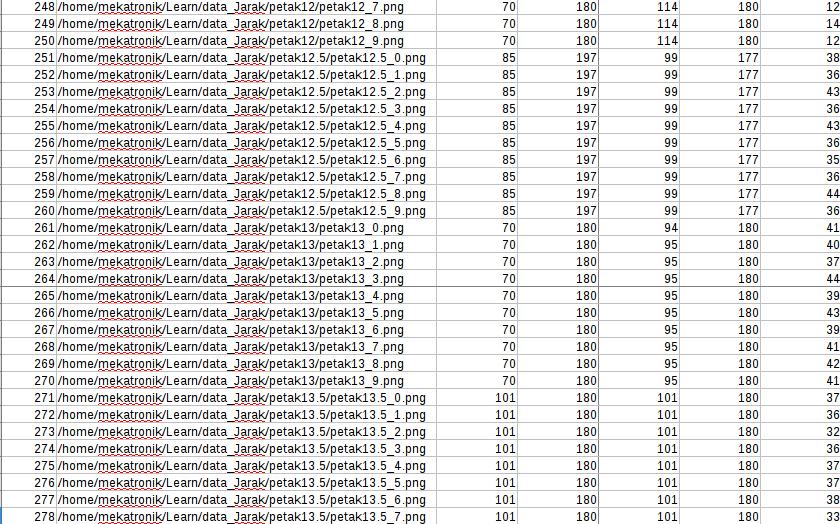 248 /home/mekatronik/Learn/data_Jarak/petak12/petak12_7.png 70 180 114 180 12
249 /home/mekatronik/Learn/data_Jarak/petak12/petak12_8.png 70 180 114 180 14
250 /home/mekatronik/Learn/data_Jarak/petak12/petak12_9.png 70 180 114 180 12
251 /home/mekatronik/Learn/data_Jarak/petak12.5/petak12.5_0.png 85 197 99 177 38
252 /home/mekatronik/Learn/data_Jarak/petak12.5/petak12.5_1.png 85 197 99 177 36
253 /home/mekatronik/Learn/data_Jarak/petak12.5/petak12.5_2.png 85 197 99 177 43
254 /home/mekatronik/Learn/data_Jarak/petak12.5/petak12.5_3.png 85 197 99 177 36
255 /home/mekatronik/Learn/data_Jarak/petak12.5/petak12.5_4.png 85 197 99 177 43
256 /home/mekatronik/Learn/data_Jarak/petak12.5/petak12.5_5.png 85 197 99 177 36
257 /home/mekatronik/Learn/data_Jarak/petak12.5/petak12.5_6.png 85 197 99 177 35
258 /home/mekatronik/Learn/data_Jarak/petak12.5/petak12.5_7.png 85 197 99 177 36
259 /home/mekatronik/Learn/data_Jarak/petak12.5/petak12.5_8.png 85 197 99 177 44
260 /home/mekatronik/Learn/data_Jarak/petak12.5/petak12.5_9.png 85 197 99 177 36
261 /home/mekatronik/Learn/data_Jarak/petak13/petak13_0.png 70 180 94 180 41
262 /home/mekatronik/Learn/data_Jarak/petak13/petak13_1.png 70 180 95 180 40
263 /home/mekatronik/Learn/data_Jarak/petak13/petak13_2.png 70 180 95 180 37
264 /home/mekatronik/Learn/data_Jarak/petak13/petak13_3.png 70 180 95 180 44
265 /home/mekatronik/Learn/data_Jarak/petak13/petak13_4.png 70 180 95 180 39
266 /home/mekatronik/Learn/data_Jarak/petak13/petak13_5.png 70 180 95 180 43
267 /home/mekatronik/Learn/data_Jarak/petak13/petak13_6.png 70 180 95 180 39
268 /home/mekatronik/Learn/data_Jarak/petak13/petak13_7.png 70 180 95 180 41
269 /home/mekatronik/Learn/data_Jarak/petak13/petak13_8.png 70 180 95 180 42
270 /home/mekatronik/Learn/data_Jarak/petak13/petak13_9.png 70 180 95 180 41
271 /home/mekatronik/Learn/data_Jarak/petak13.5/petak13.5_0.png 101 180 101 180 37
272 /home/mekatronik/Learn/data_Jarak/petak13.5/petak13.5_1.png 101 180 101 180 36
273 /home/mekatronik/Learn/data_Jarak/petak13.5/petak13.5_2.png 101 180 101 180 32
274 /home/mekatronik/Learn/data_Jarak/petak13.5/petak13.5_3.png 101 180 101 180 36
275 /home/mekatronik/Learn/data_Jarak/petak13.5/petak13.5_4.png 101 180 101 180 37
276 /home/mekatronik/Learn/data_Jarak/petak13.5/petak13.5_5.png 101 180 101 180 37
277 /home/mekatronik/Learn/data_Jarak/petak13.5/petak13.5_6.png 101 180 101 180 38
278 /home/mekatronik/Learn/data_Jarak/petak13.5/petak13.5_7.png 101 180 101 180 33